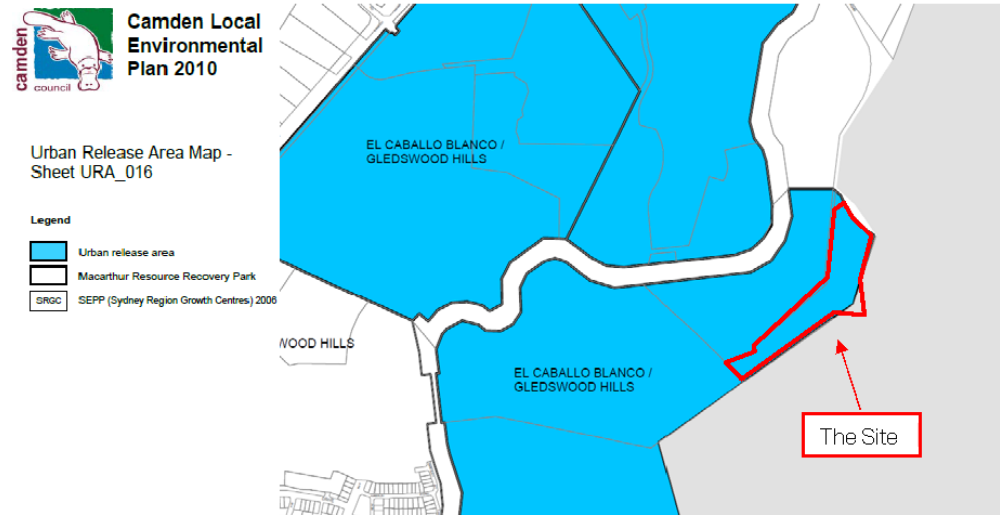 camden
council
Camden Local
Environmental
Plan 2010
Urban Release Area Map -
Sheet URA_016
Legend
Urban release area
Macarthur Resource Recovery Park
SRGC
SEPP (Sydney Region Growth Centres) 2006
EL CABALLO BLANCO /
GLEDSWOOD HILLS
WOOD HILLS
EL CABALLO BLANCO /
GLEDSWOOD HILLS
The Site